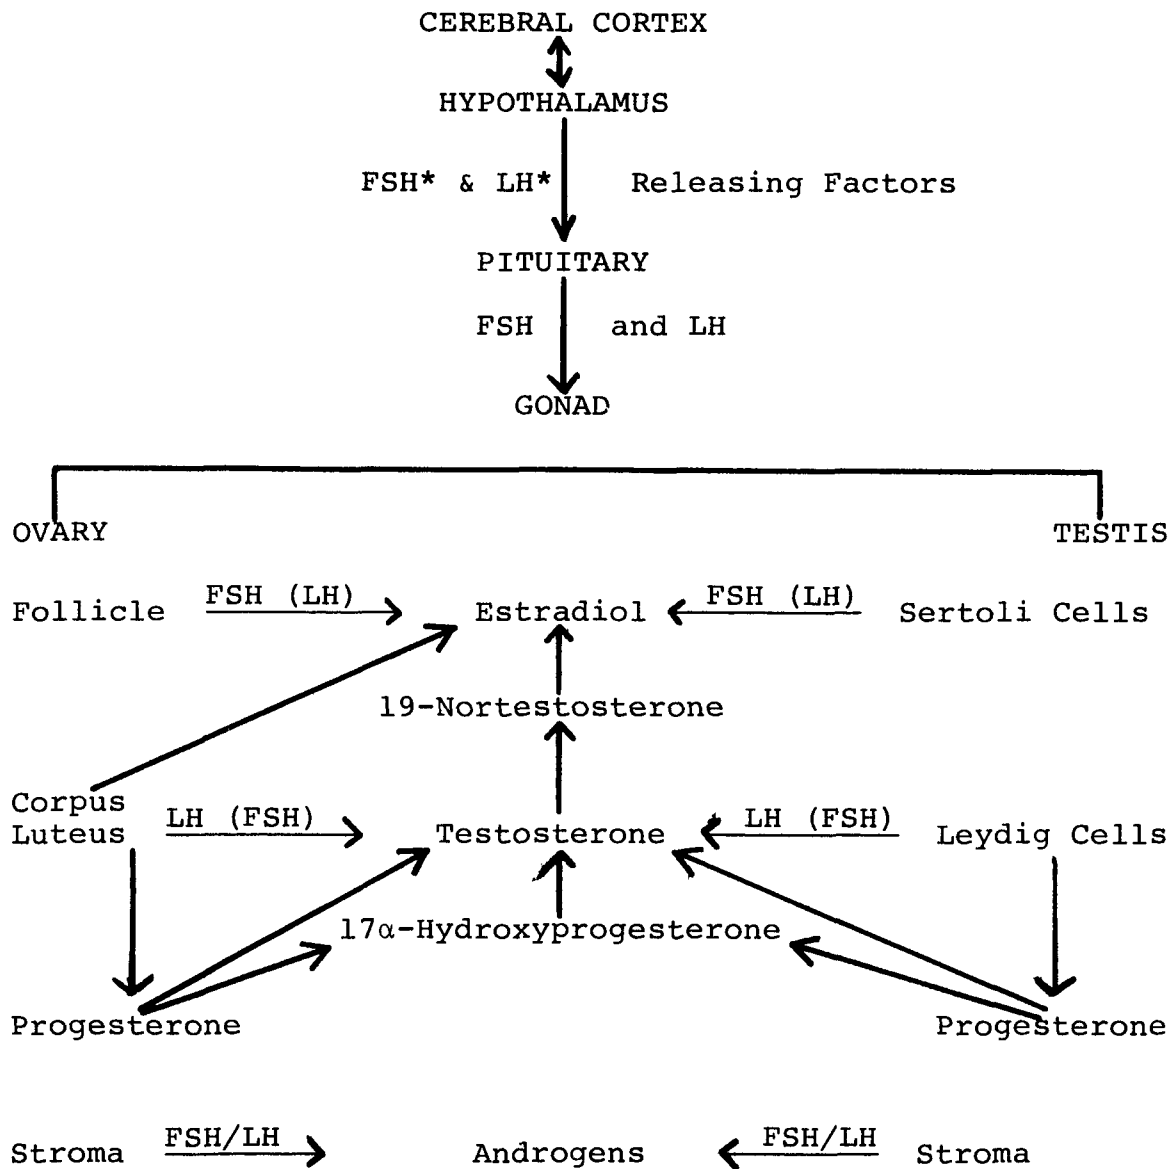 CEREBRAL CORTEX
HYPOTHALAMUS
FSH* & LH* Releasing Factors
PITUITARY
FSH and LH
GONAD
OVARY TESTIS
Follicle FSH (LH) Estradiol FSH (LH) Sertoli Cells
19-Nortestosterone
Corpus
Luteus LH (FSH) Testosterone LH (FSH) Leydig Cells
17α-Hydroxyprogesterone
Progesterone Progesterone
Stroma FSH/LH Androgens FSH/LH Stroma